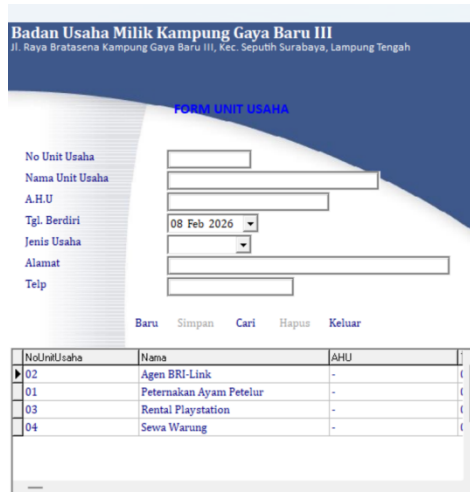 Badan Usaha Milik Kampung Gaya Baru III
Jl. Raya Bratasena Kampung Gaya Baru III, Kec. Seputih Surabaya, Lampung Tengah
FORM UNIT USAHA
No Unit Usaha
Nama Unit Usaha
A.H.U
Tgl. Berdiri 08 Feb 2026
Jenis Usaha
Alamat
Telp
Baru Simpan Cari Hapus Keluar
NoUnitUsaha Nama AHU
02 Agen BRI-Link -
01 Peternakan Ayam Petelur -
03 Rental Playstation -
04 Sewa Warung -